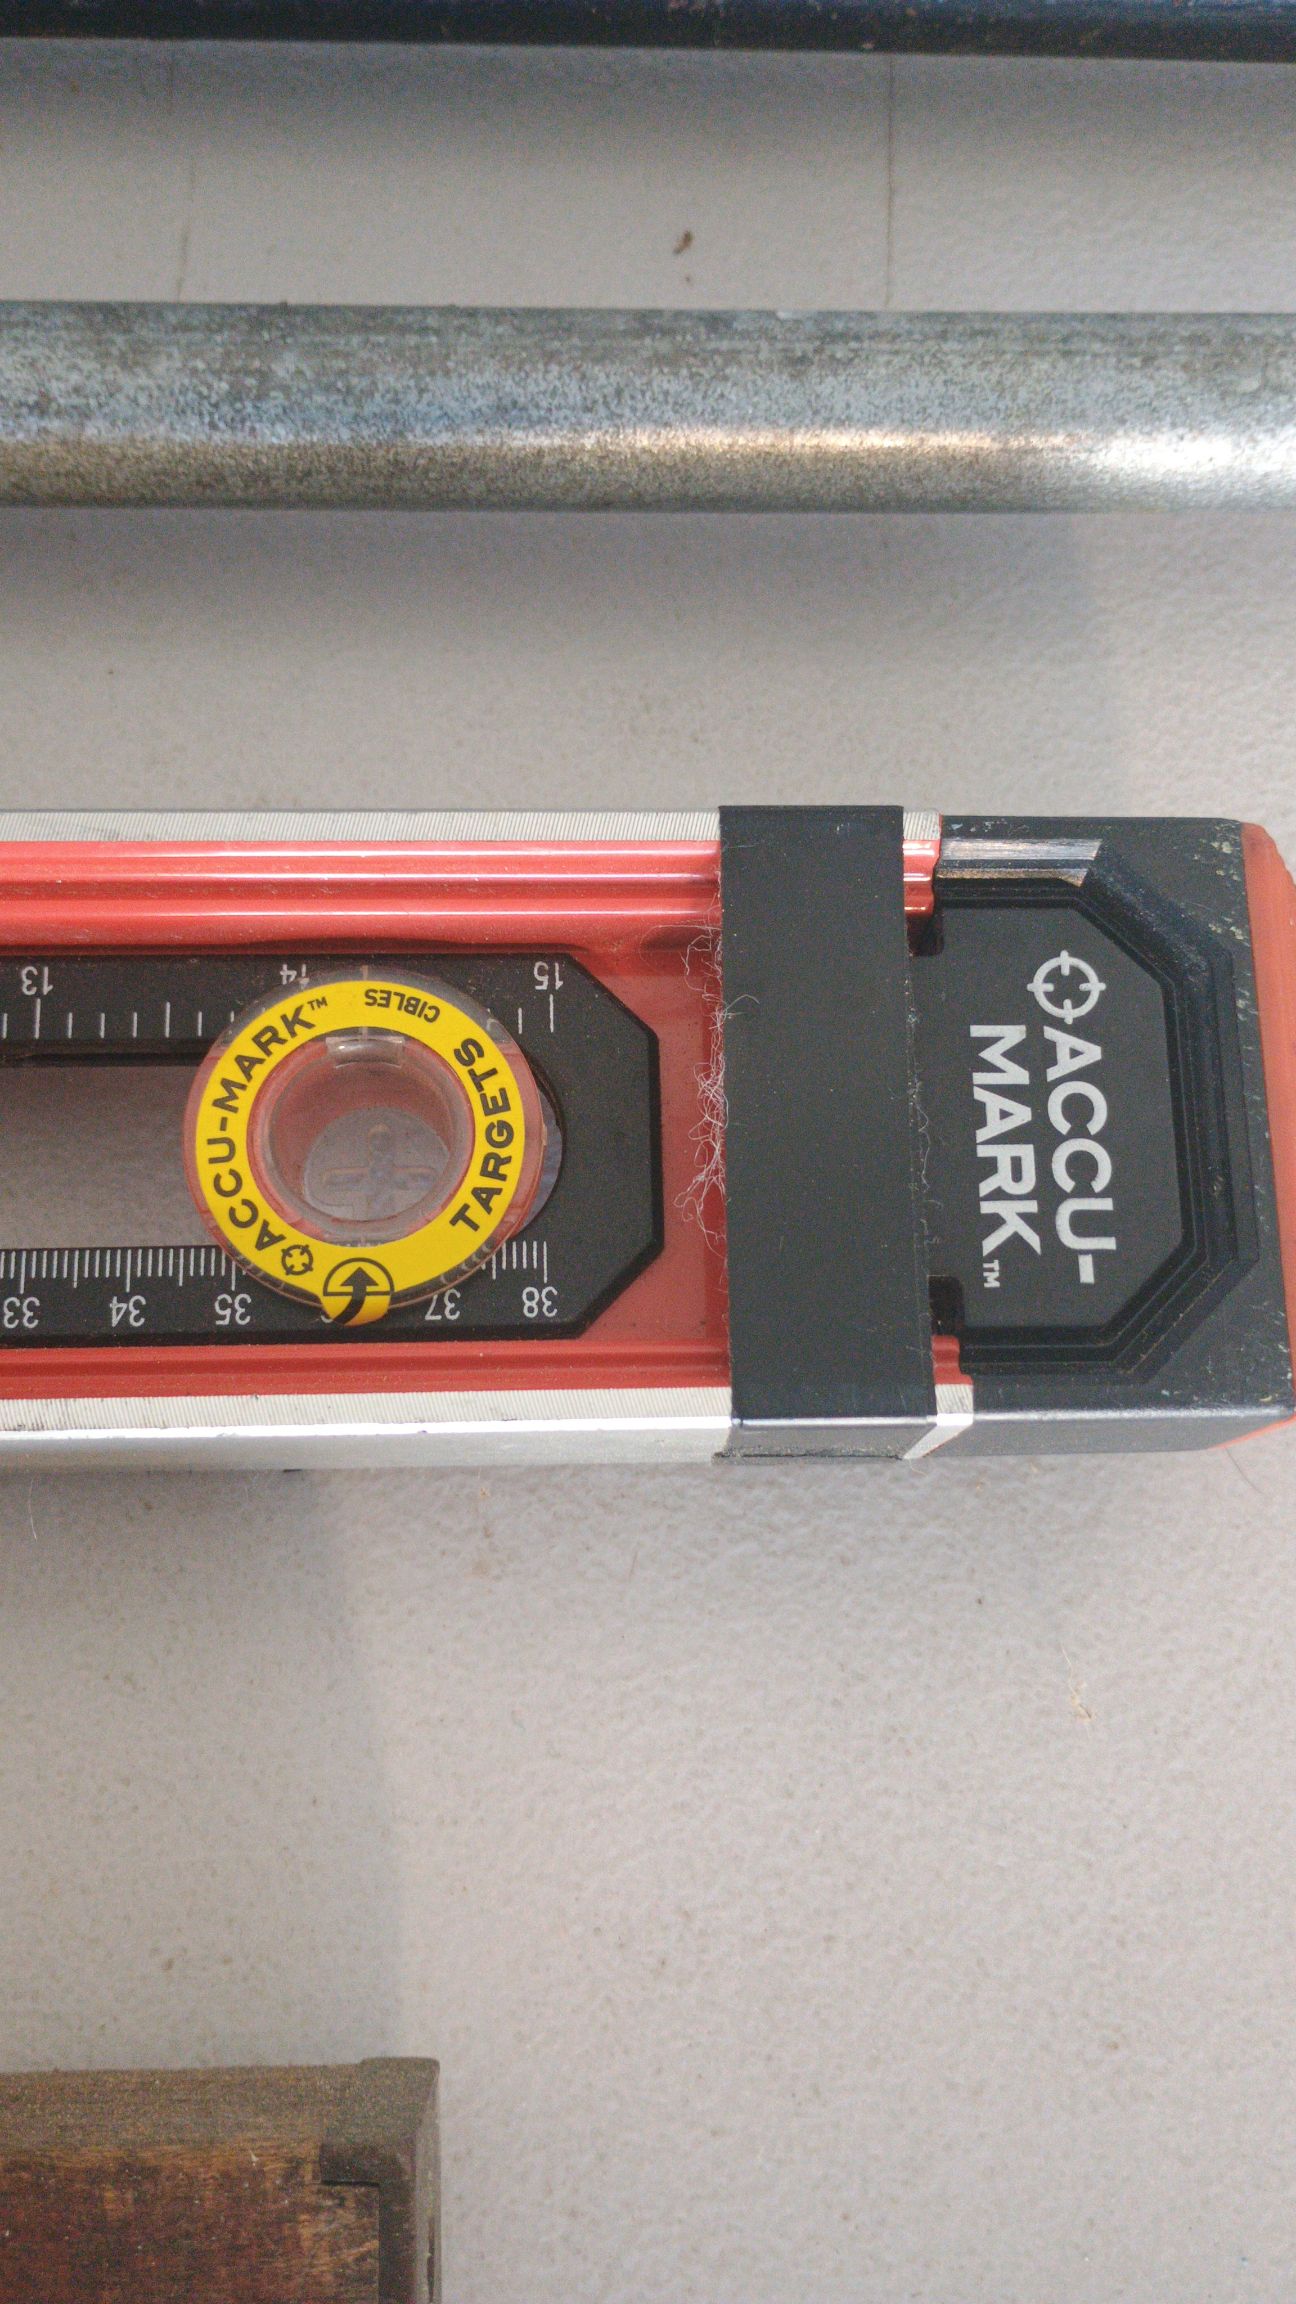 13 14 15
ACCU-MARK™
CIBLES
TARGETS
33 34 35 37 38
ACCU-
MARK™